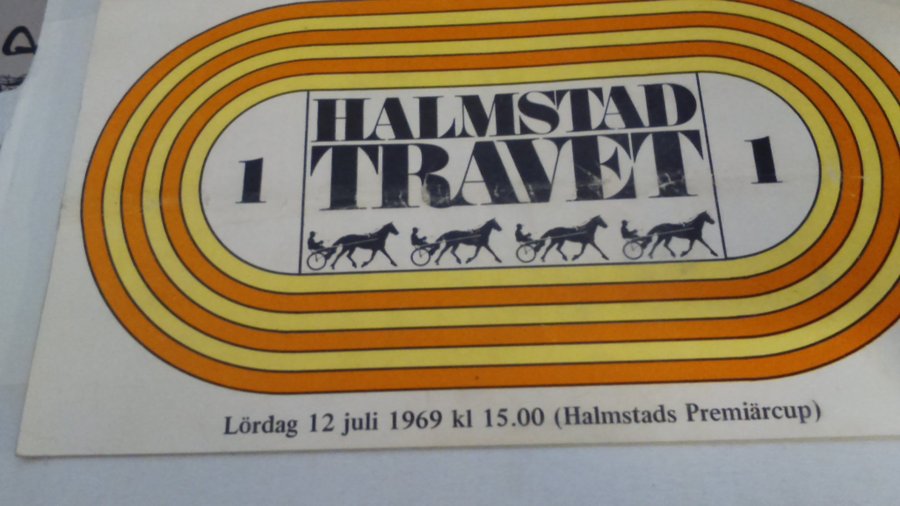 HALMSTAD
TRAVET
1
1
Lördag 12 juli 1969 kl 15.00 (Halmstads Premiärcup)